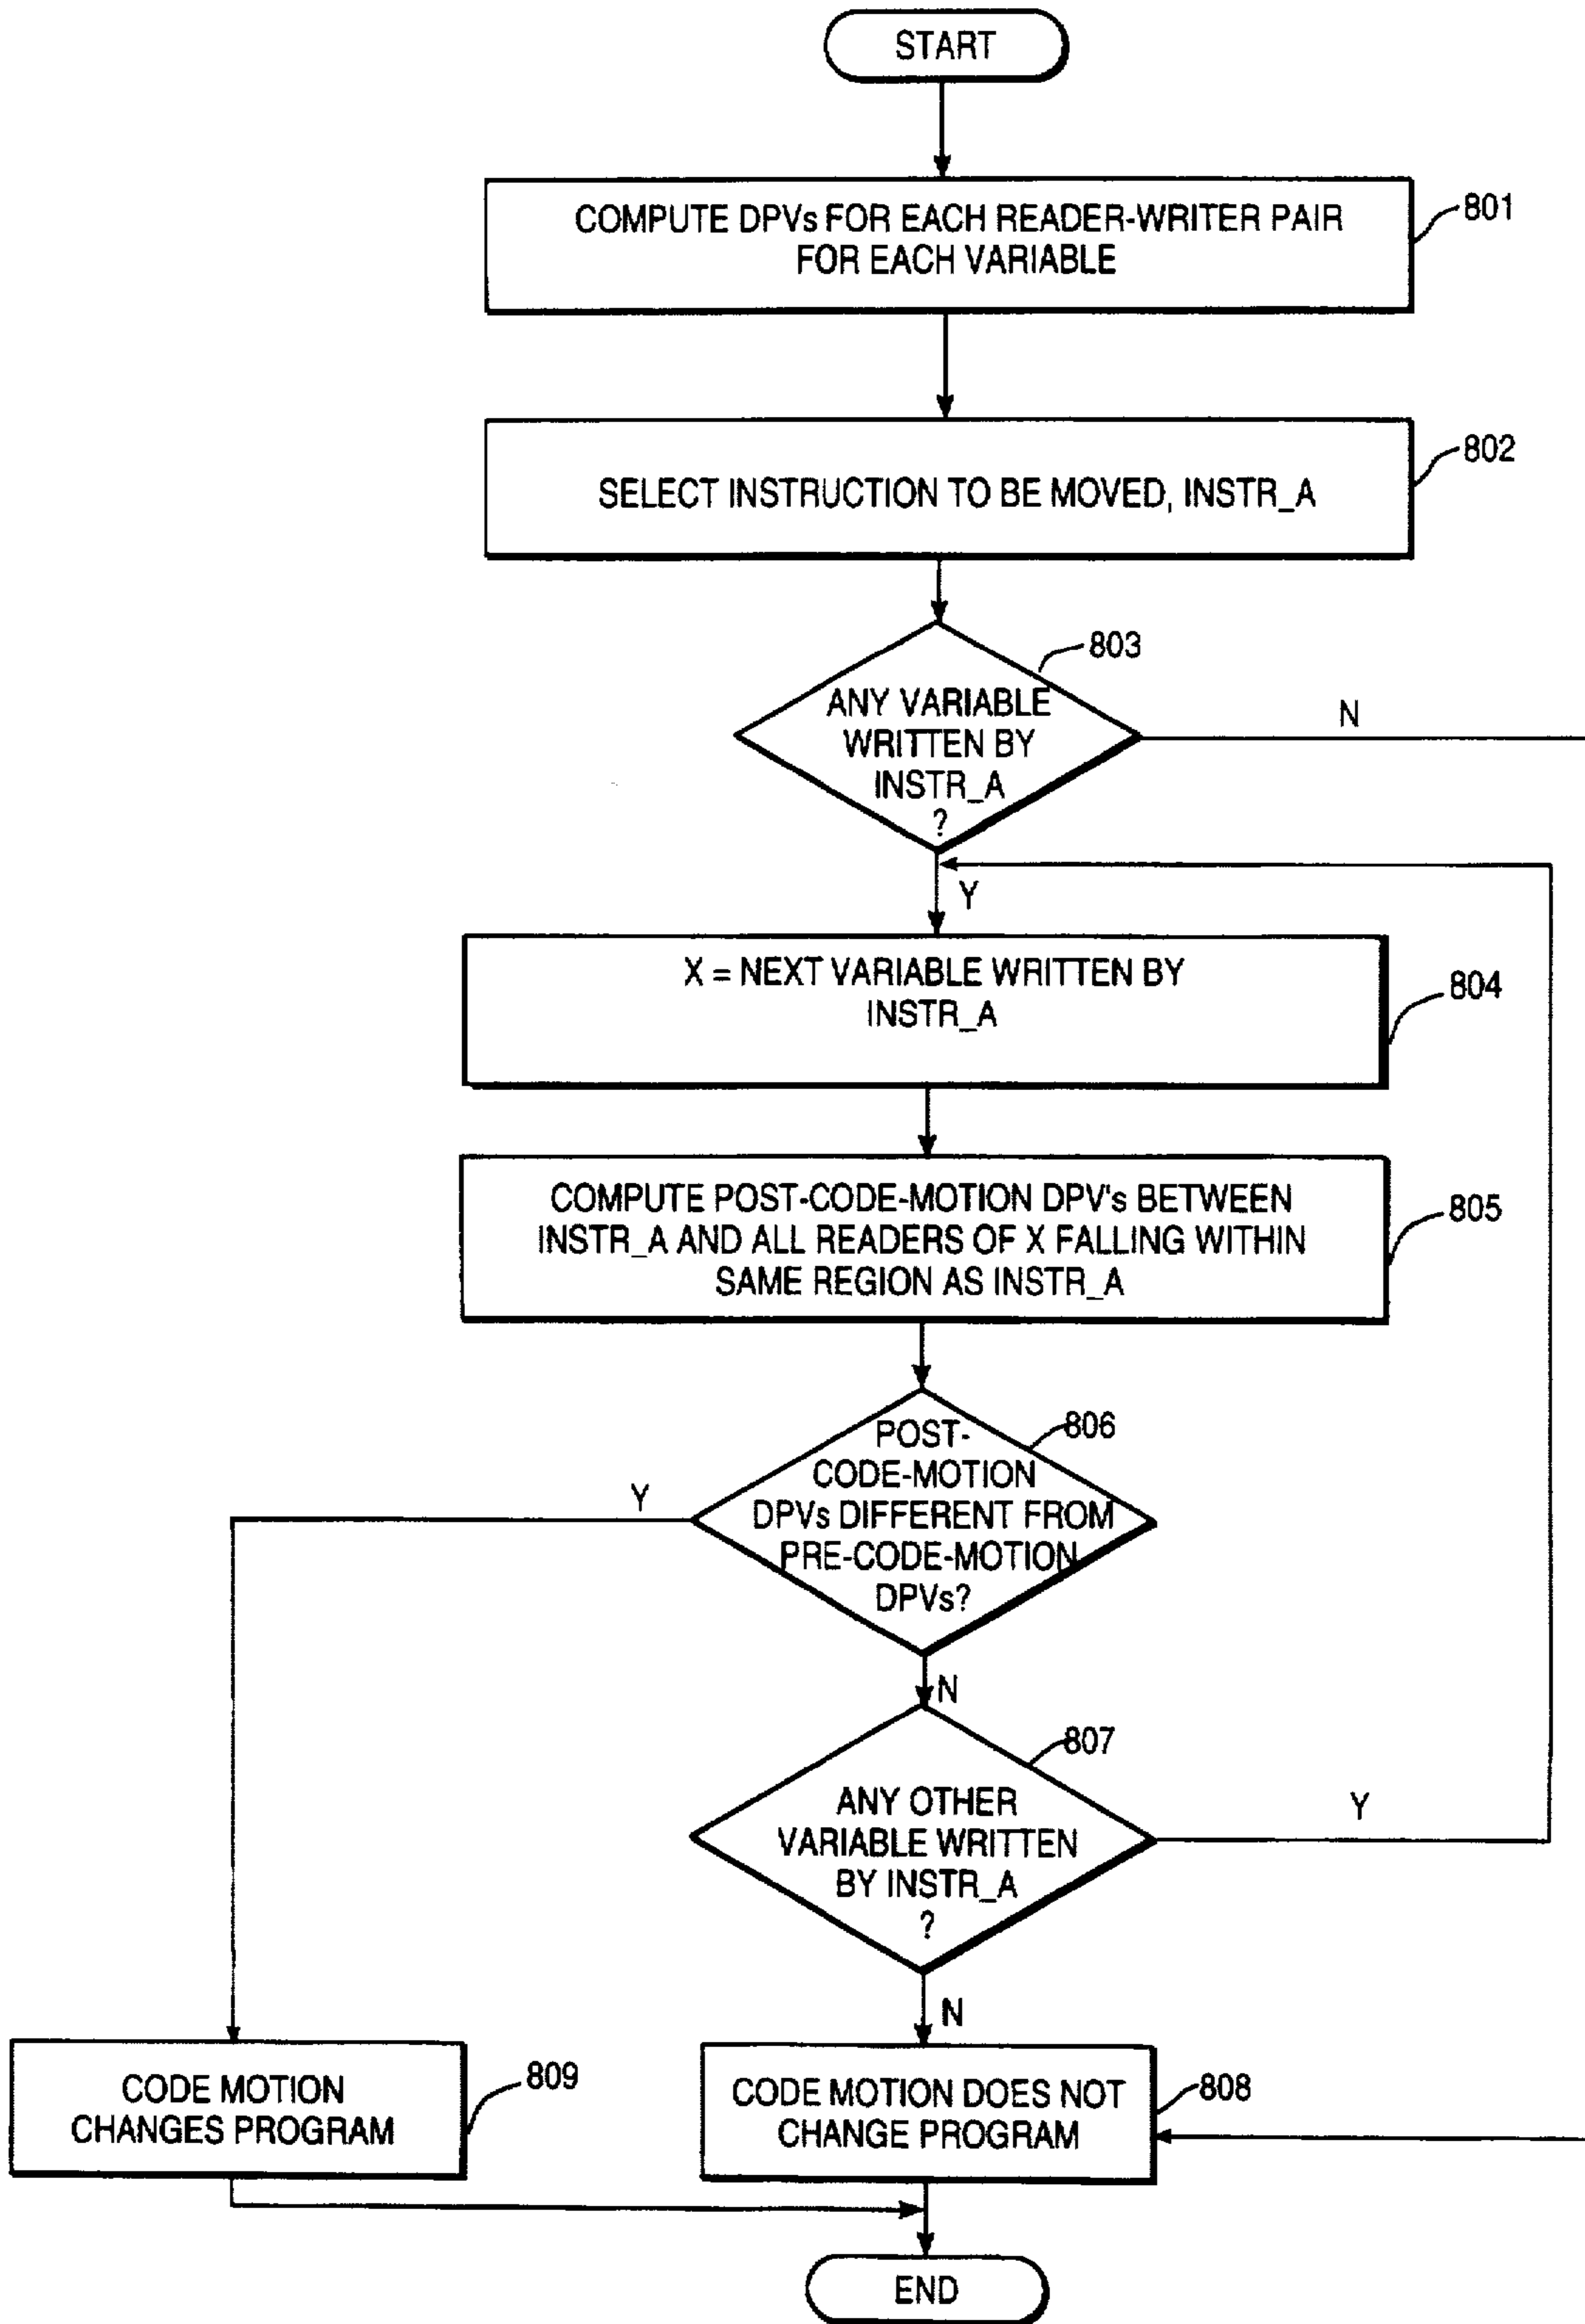 START
COMPUTE DPVs FOR EACH READER-WRITER PAIR
FOR EACH VARIABLE
801
SELECT INSTRUCTION TO BE MOVED, INSTR_A
802
803
ANY VARIABLE
WRITTEN BY
INSTR_A
?
N
Y
X = NEXT VARIABLE WRITTEN BY
INSTR_A
804
COMPUTE POST-CODE-MOTION DPV's BETWEEN
INSTR_A AND ALL READERS OF X FALLING WITHIN
SAME REGION AS INSTR_A
805
806
POST-
CODE-MOTION
DPVs DIFFERENT FROM
PRE-CODE-MOTION
DPVs?
Y
N
807
ANY OTHER
VARIABLE WRITTEN
BY INSTR_A
?
Y
N
CODE MOTION
CHANGES PROGRAM
809
CODE MOTION DOES NOT
CHANGE PROGRAM
808
END